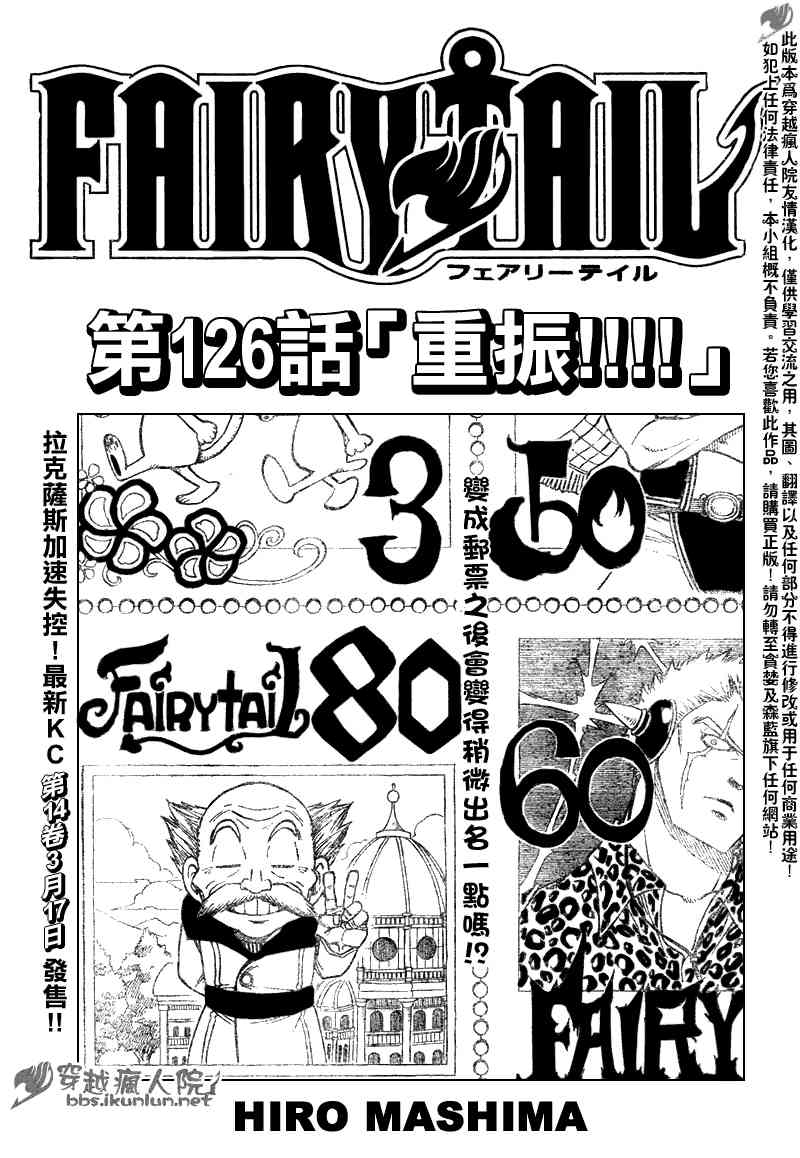 FAIRY TAIL
フェアリーテイル
第126話「重振!!!!」
此版本爲穿越瘋人院友情漢化，僅供學習交流之用，其圖、翻譯以及任何部分不得進行修改或用于任何商業用途！
如犯上任何法律責任，本小組概不負責。若您喜歡此作品，請購買正版！請勿轉至貪婪及森藍旗下任何網站！
3
50
變成郵票之後會變得稍微出名一點嗎!?
拉克薩斯加速失控！最新KC第14卷3月17日發售!!
FAIRY TAIL
80
60
FAIRY
穿越瘋人院
bbs.ikunlun.net
HIRO MASHIMA